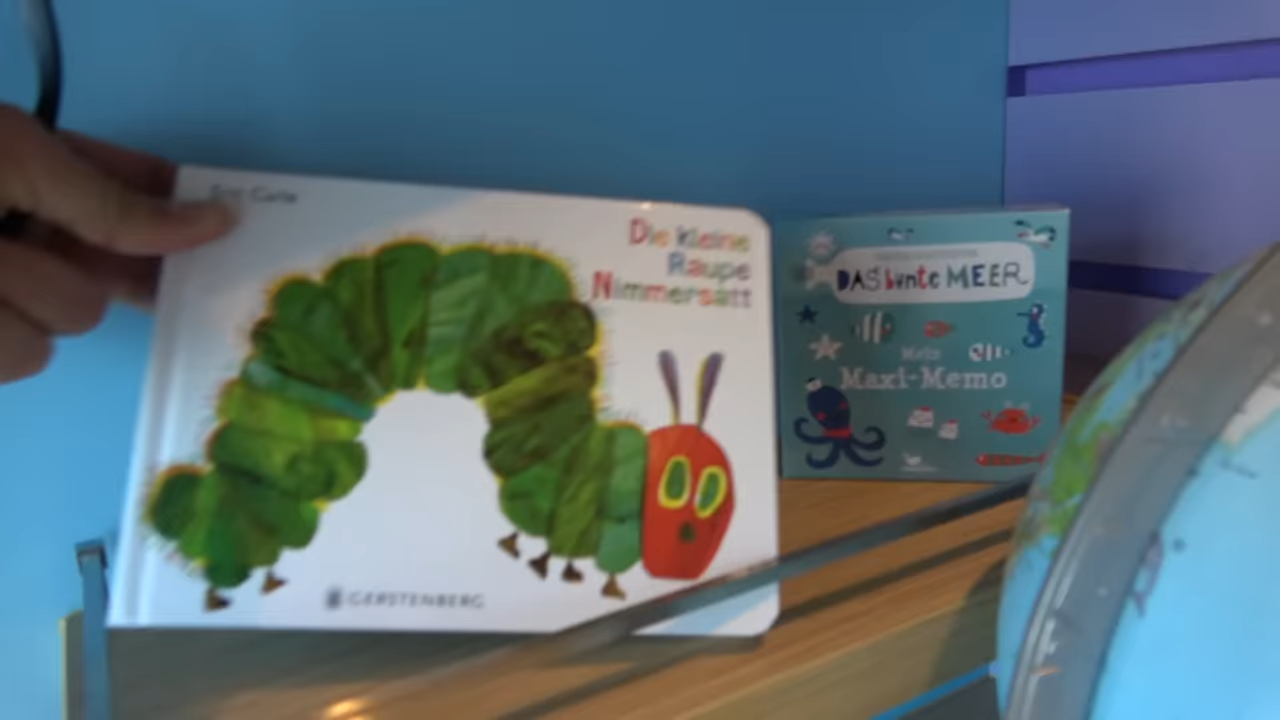 Eric Carle
Die kleine
Raupe
Nimmersatt
GERSTENBERG
DAS bunte MEER
Mein
Maxi-Memo